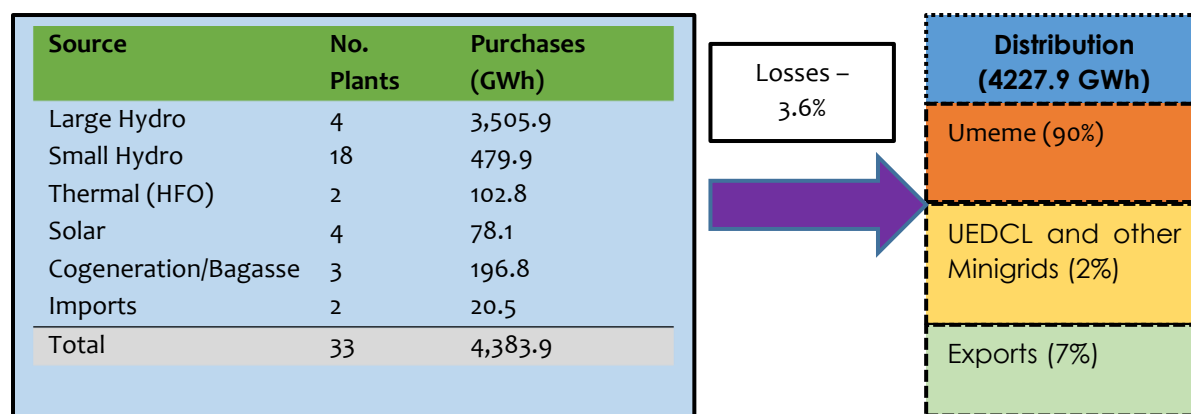 Source No. Plants Purchases (GWh)
Large Hydro 4 3,505.9
Small Hydro 18 479.9
Thermal (HFO) 2 102.8
Solar 4 78.1
Cogeneration/Bagasse 3 196.8
Imports 2 20.5
Total 33 4,383.9
Losses –
3.6%
Distribution
(4227.9 GWh)
Umeme (90%)
UEDCL and other
Minigrids (2%)
Exports (7%)